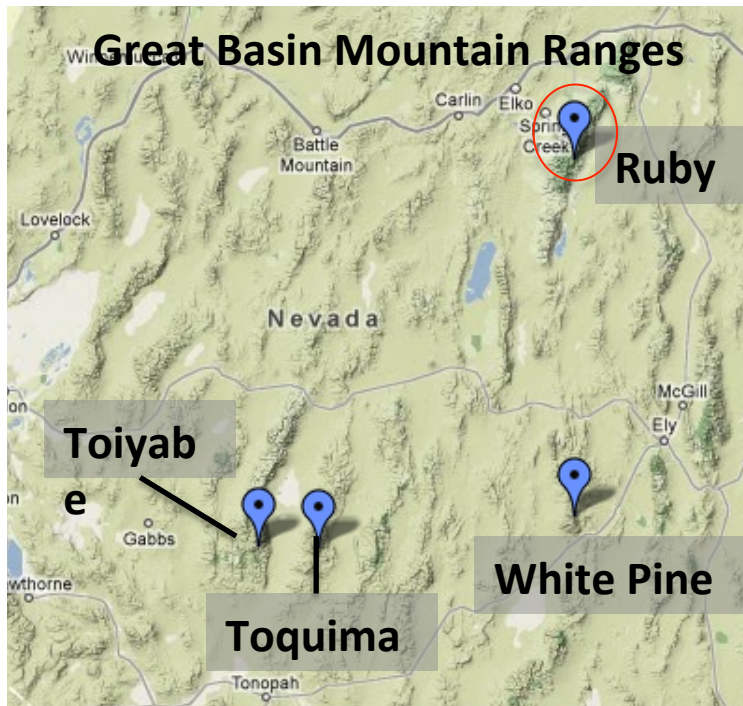 Great Basin Mountain Ranges
Carlin
Elko
Spring
Creek
Battle
Mountain
Ruby
Lovelock
Nevada
McGill
Ely
Toiyab
e
Gabbs
White Pine
Toquima
Tonopah